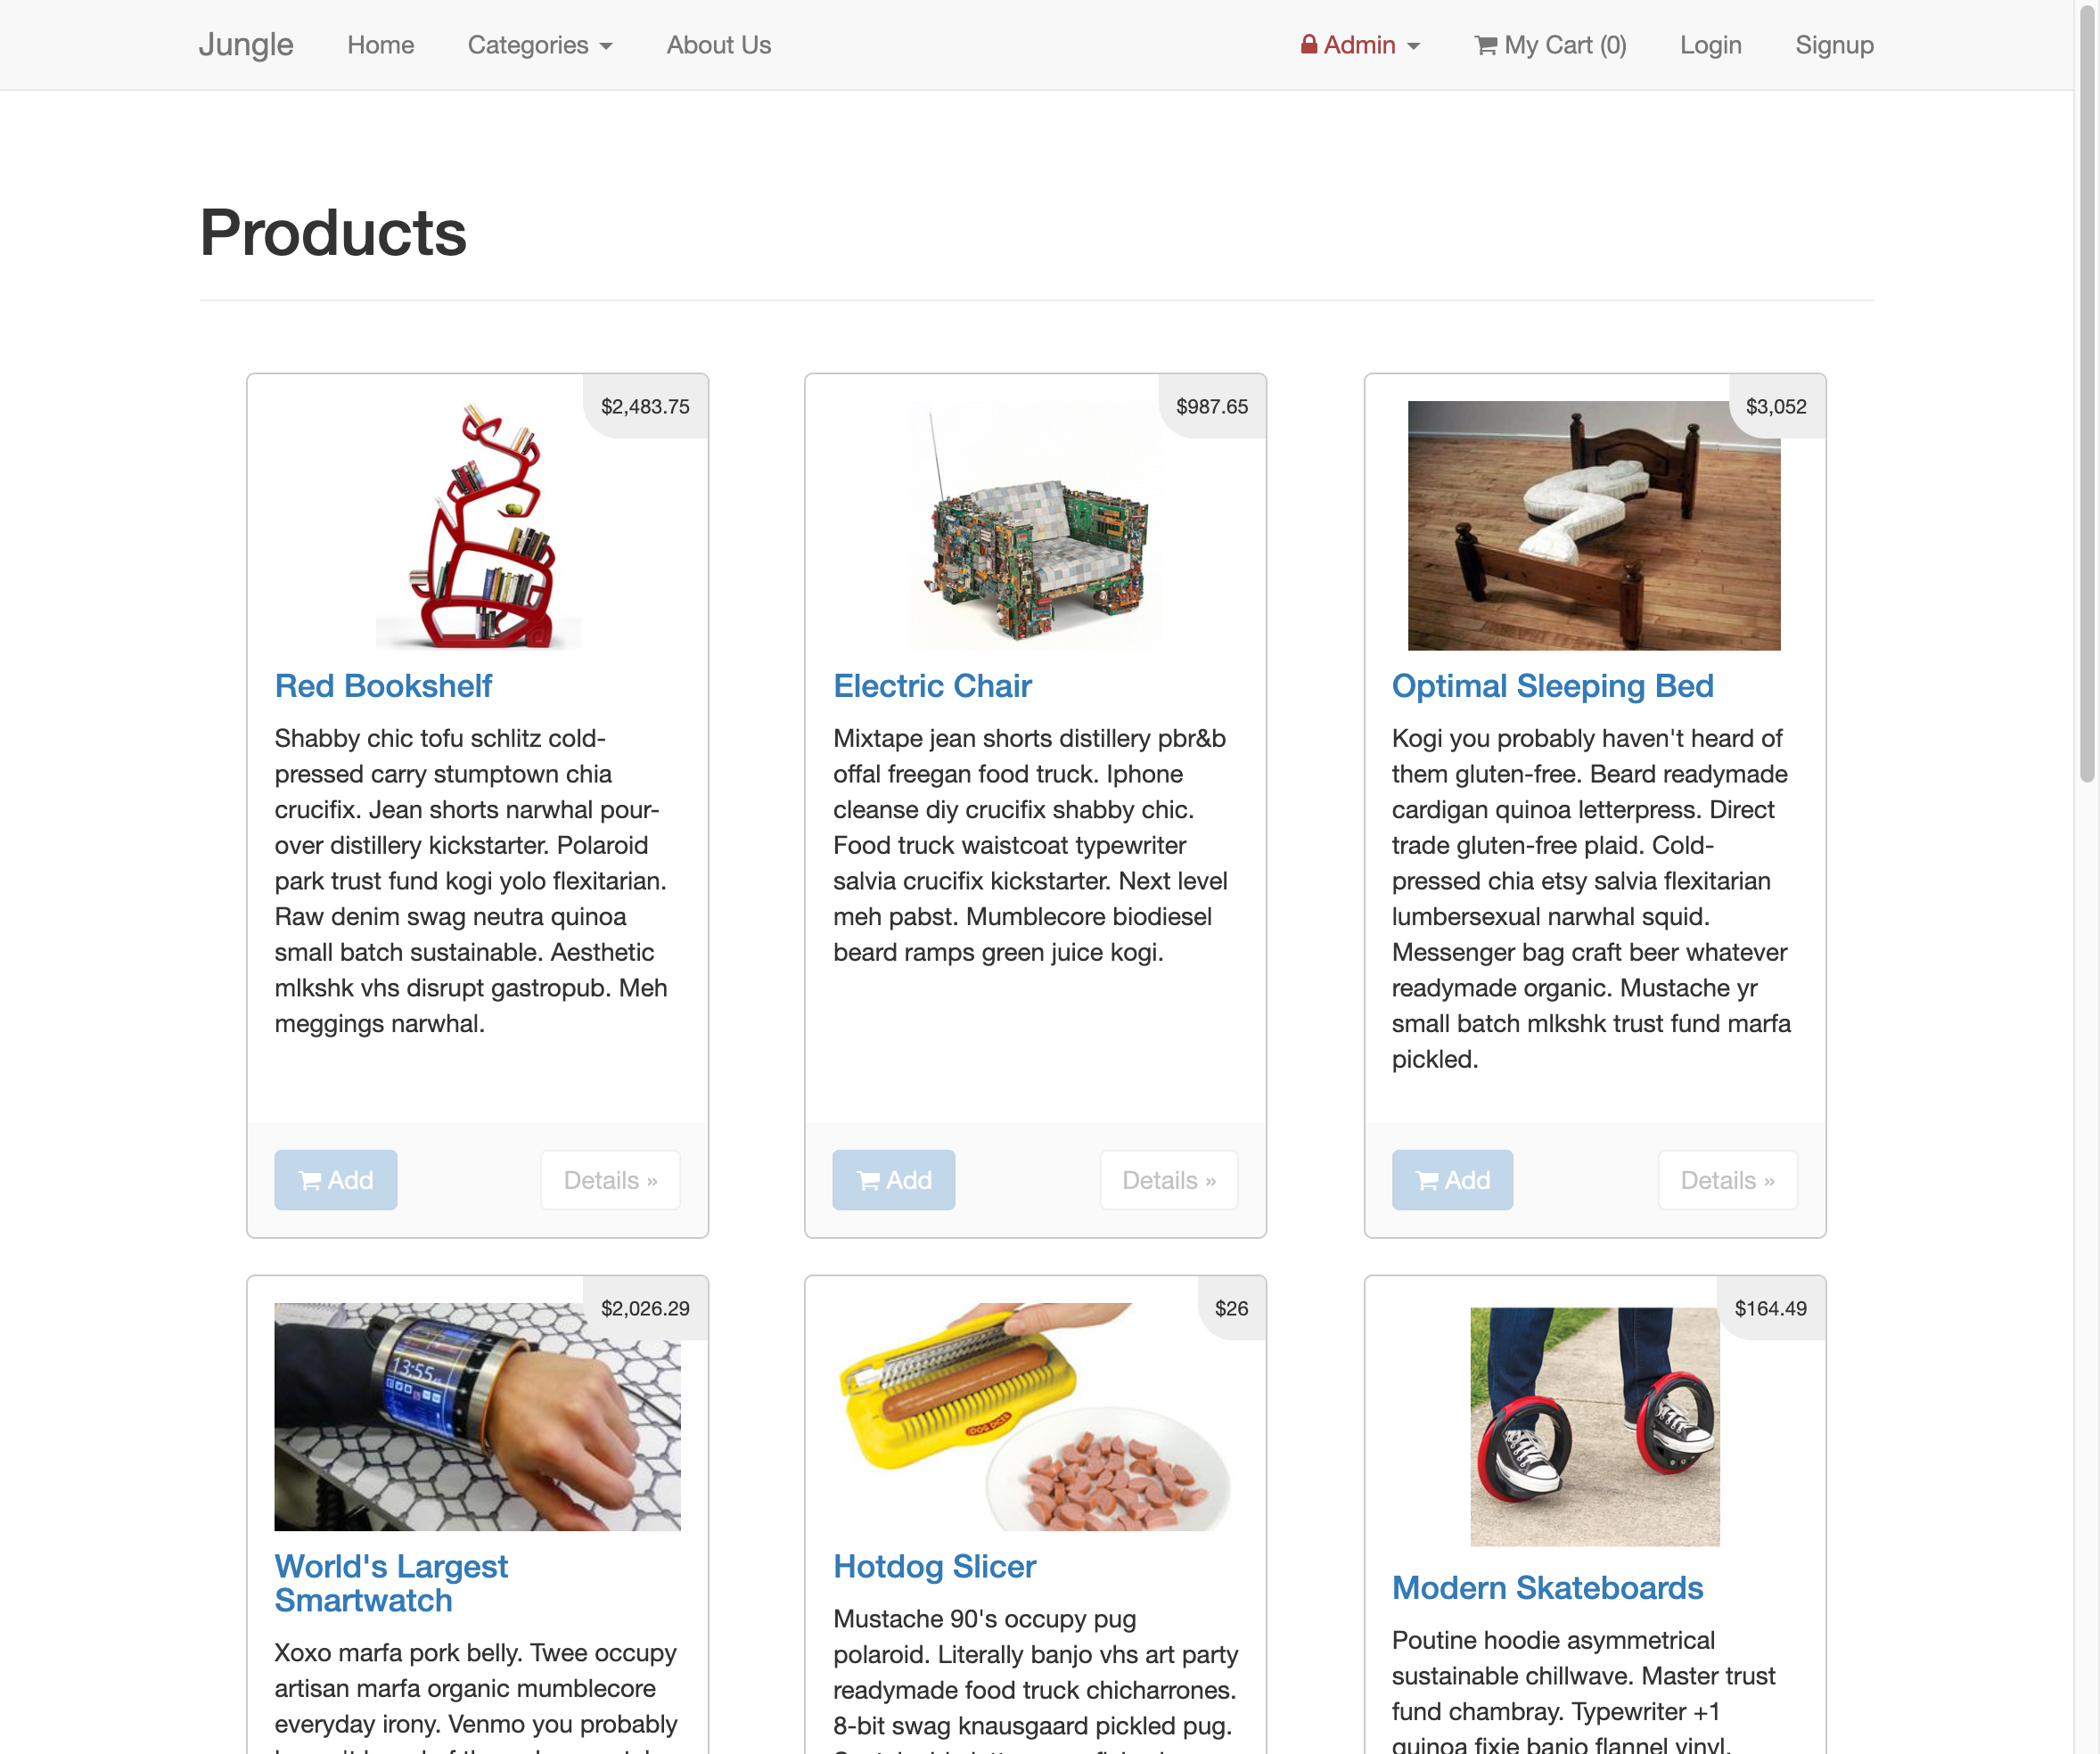 Jungle Home Categories About Us Admin My Cart (0) Login Signup
Products
$2,483.75
Red Bookshelf
Shabby chic tofu schlitz cold-
pressed carry stumptown chia
crucifix. Jean shorts narwhal pour-
over distillery kickstarter. Polaroid
park trust fund kogi yolo flexitarian.
Raw denim swag neutra quinoa
small batch sustainable. Aesthetic
mlkshk vhs disrupt gastropub. Meh
meggings narwhal.
Add Details »
$987.65
Electric Chair
Mixtape jean shorts distillery pbr&b
offal freegan food truck. Iphone
cleanse diy crucifix shabby chic.
Food truck waistcoat typewriter
salvia crucifix kickstarter. Next level
meh pabst. Mumblecore biodiesel
beard ramps green juice kogi.
Add Details »
$3,052
Optimal Sleeping Bed
Kogi you probably haven't heard of
them gluten-free. Beard readymade
cardigan quinoa letterpress. Direct
trade gluten-free plaid. Cold-
pressed chia etsy salvia flexitarian
lumbersexual narwhal squid.
Messenger bag craft beer whatever
readymade organic. Mustache yr
small batch mlkshk trust fund marfa
pickled.
Add Details »
$2,026.29
13:55
World's Largest
Smartwatch
Xoxo marfa pork belly. Twee occupy
artisan marfa organic mumblecore
everyday irony. Venmo you probably
$26
Hotdog Slicer
Mustache 90's occupy pug
polaroid. Literally banjo vhs art party
readymade food truck chicharrones.
8-bit swag knausgaard pickled pug.
$164.49
Modern Skateboards
Poutine hoodie asymmetrical
sustainable chillwave. Master trust
fund chambray. Typewriter +1
quinoa fixie banjo flannel vinyl.